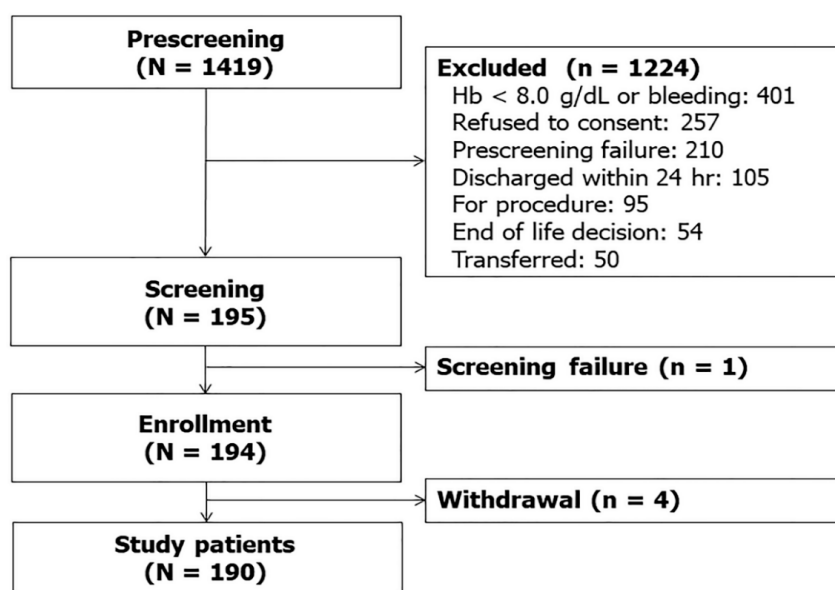 Prescreening
(N = 1419)
Excluded (n = 1224)
Hb < 8.0 g/dL or bleeding: 401
Refused to consent: 257
Prescreening failure: 210
Discharged within 24 hr: 105
For procedure: 95
End of life decision: 54
Transferred: 50
Screening
(N = 195)
Screening failure (n = 1)
Enrollment
(N = 194)
Withdrawal (n = 4)
Study patients
(N = 190)